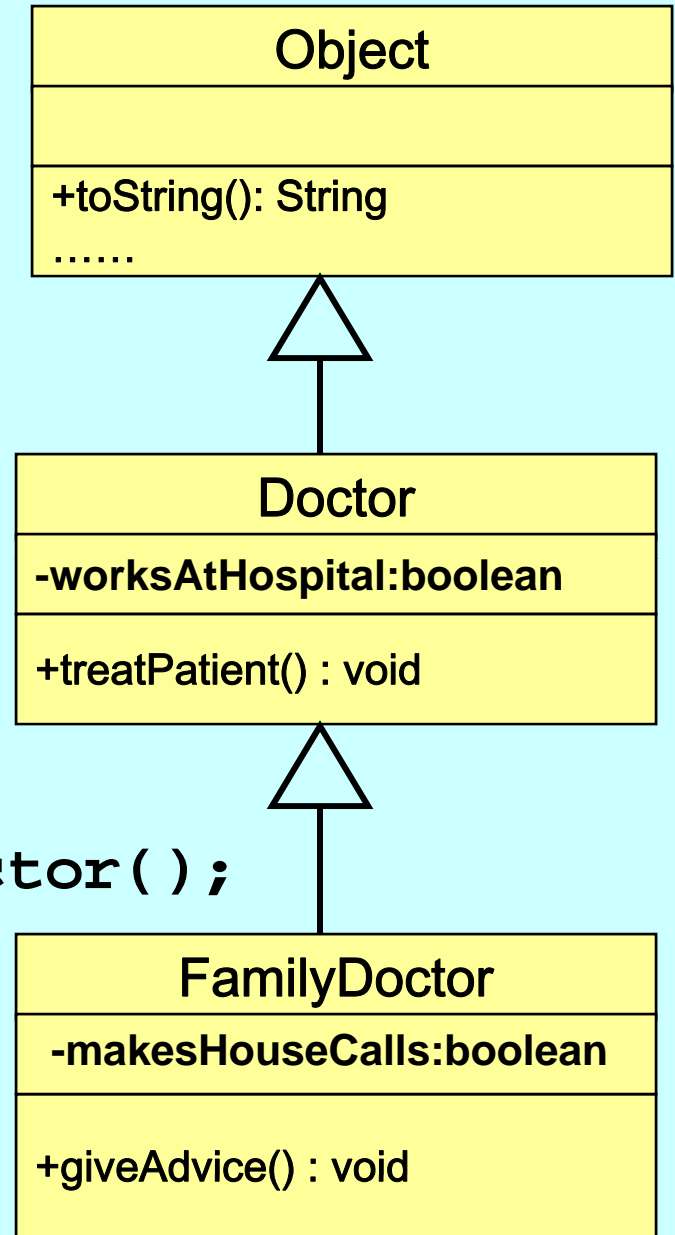 Object
+toString(): String
......
Doctor
-worksAtHospital:boolean
+treatPatient() : void
tor();
FamilyDoctor
-makesHouseCalls:boolean
+giveAdvice() : void